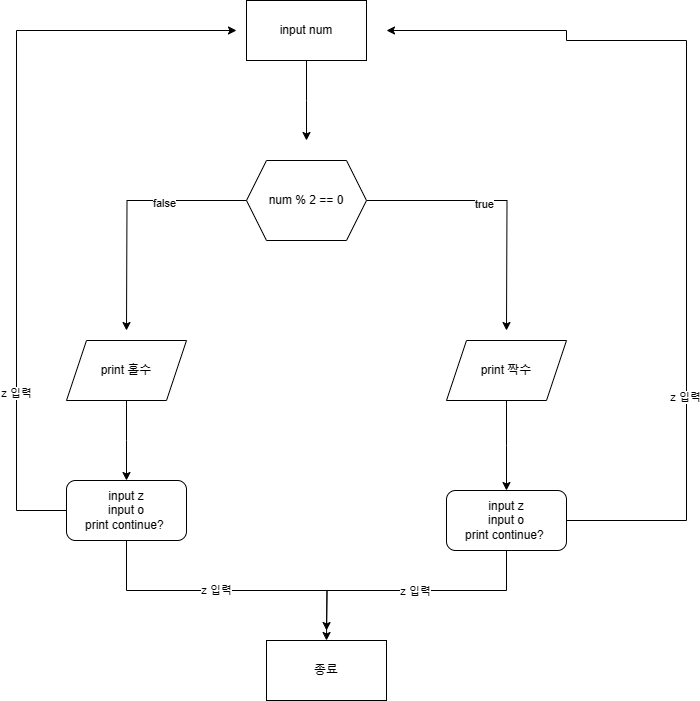 input num
num % 2 == 0
false
true
print 홀수
print 짝수
z 입력
z 입력
input z
input o
print continue?
input z
input o
print continue?
z 입력
z 입력
종료